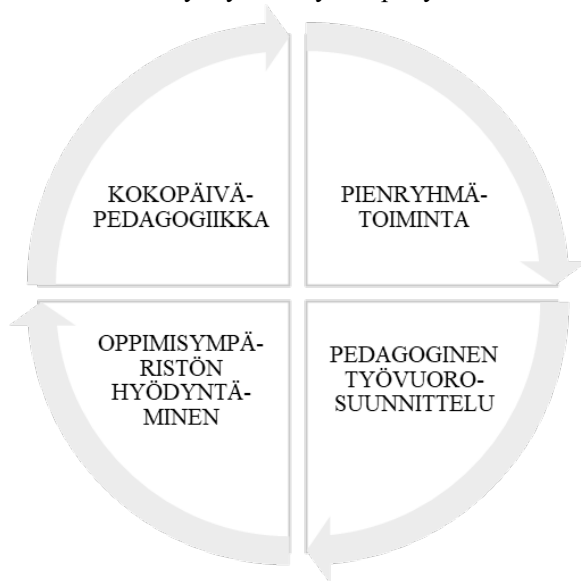 KOKOPÄIVÄ-
PEDAGOGIIKKA
PIENRYHMÄ-
TOIMINTA
OPPIMISYMPÄ-
RISTÖN
HYÖDYNTÄ-
MINEN
PEDAGOGINEN
TYÖVUORO-
SUUNNITTELU